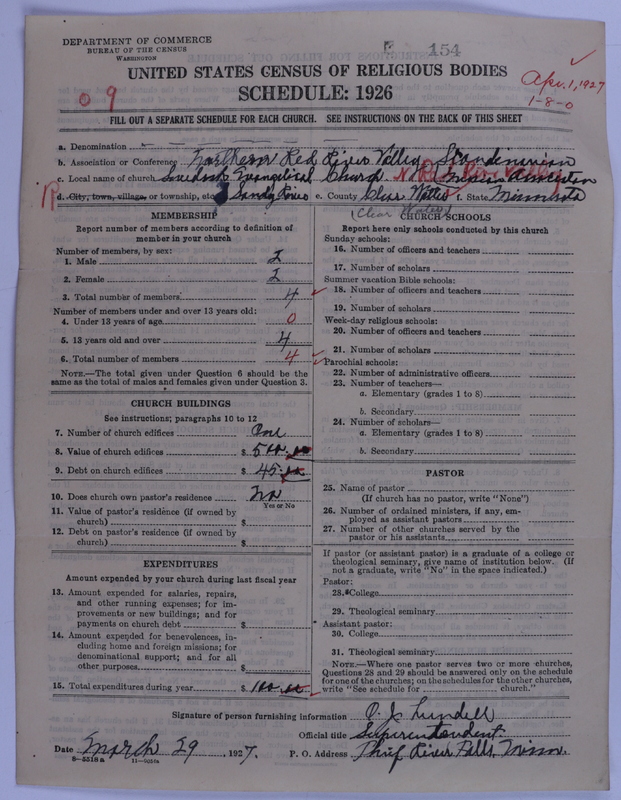 DEPARTMENT OF COMMERCE
BUREAU OF THE CENSUS
WASHINGTON
154
UNITED STATES CENSUS OF RELIGIOUS BODIES
SCHEDULE: 1926
Apr. 1, 1927
1-8-0
0 9
FILL OUT A SEPARATE SCHEDULE FOR EACH CHURCH. SEE INSTRUCTIONS ON THE BACK OF THIS SHEET
a. Denomination
b. Association or Conference Northern Red River Valley Scandinavian
c. Local name of church Swedish Evangelical Church Mission Association
d. City, town, village, or township, etc. Sandy River e. County Clear Water f. State Minnesota
(Clear Water)
MEMBERSHIP
Report number of members according to definition of member in your church
Number of members, by sex:
1. Male 2
2. Female 2
3. Total number of members 4
Number of members under and over 13 years old:
4. Under 13 years of age 0
5. 13 years old and over 4
6. Total number of members 4
NOTE.—The total given under Question 6 should be the same as the total of males and females given under Question 3.
CHURCH BUILDINGS
See instructions; paragraphs 10 to 12
7. Number of church edifices One
8. Value of church edifices $ 500.00
9. Debt on church edifices $ 45.00
10. Does church own pastor's residence No
Yes or No
11. Value of pastor's residence (if owned by church) $
12. Debt on pastor's residence (if owned by church) $
EXPENDITURES
Amount expended by your church during last fiscal year
13. Amount expended for salaries, repairs, and other running expenses; for improvements or new buildings; and for payments on church debt $
14. Amount expended for benevolences, including home and foreign missions; for denominational support; and for all other purposes $
15. Total expenditures during year $ 100.00
CHURCH SCHOOLS
Report here only schools conducted by this church
Sunday schools:
16. Number of officers and teachers
17. Number of scholars
Summer vacation Bible schools:
18. Number of officers and teachers
19. Number of scholars
Week-day religious schools:
20. Number of officers and teachers
21. Number of scholars
Parochial schools:
22. Number of administrative officers
23. Number of teachers—
a. Elementary (grades 1 to 8)
b. Secondary
24. Number of scholars—
a. Elementary (grades 1 to 8)
b. Secondary
PASTOR
25. Name of pastor
(If church has no pastor, write "None")
26. Number of ordained ministers, if any, employed as assistant pastors
27. Number of other churches served by the pastor or his assistants
If pastor (or assistant pastor) is a graduate of a college or theological seminary, give name of institution below. (If not a graduate, write "No" in the space indicated.)
Pastor:
28. College
29. Theological seminary
Assistant pastor:
30. College
31. Theological seminary
NOTE.—Where one pastor serves two or more churches, Questions 28 and 29 should be answered only on the schedule for one of the churches; on the schedules for the other churches, write "See schedule for church."
Signature of person furnishing information O. J. Lundell
Official title Superintendent.
Date March 29 1927.
P. O. Address Thief River Falls, Minn.
8-5518a